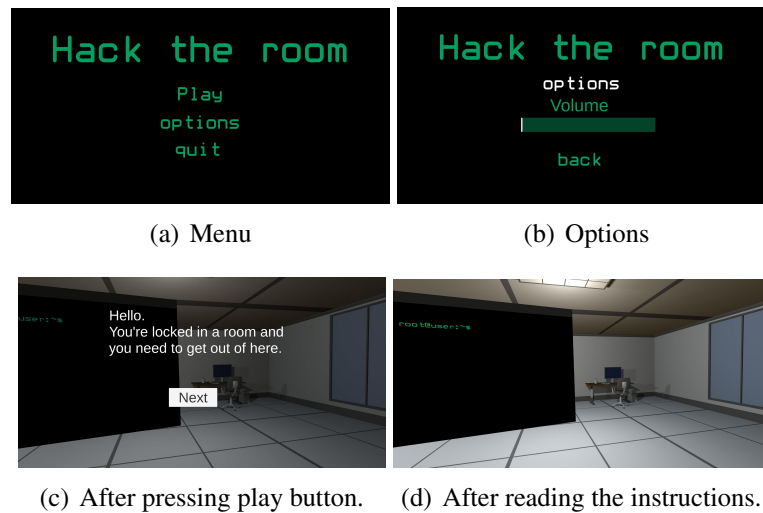 Hack the room
Play
options
quit
(a) Menu
Hack the room
options
Volume
back
(b) Options
user:~$
Hello.
You're locked in a room and
you need to get out of here.
Next
(c) After pressing play button.
root@user:~$
(d) After reading the instructions.